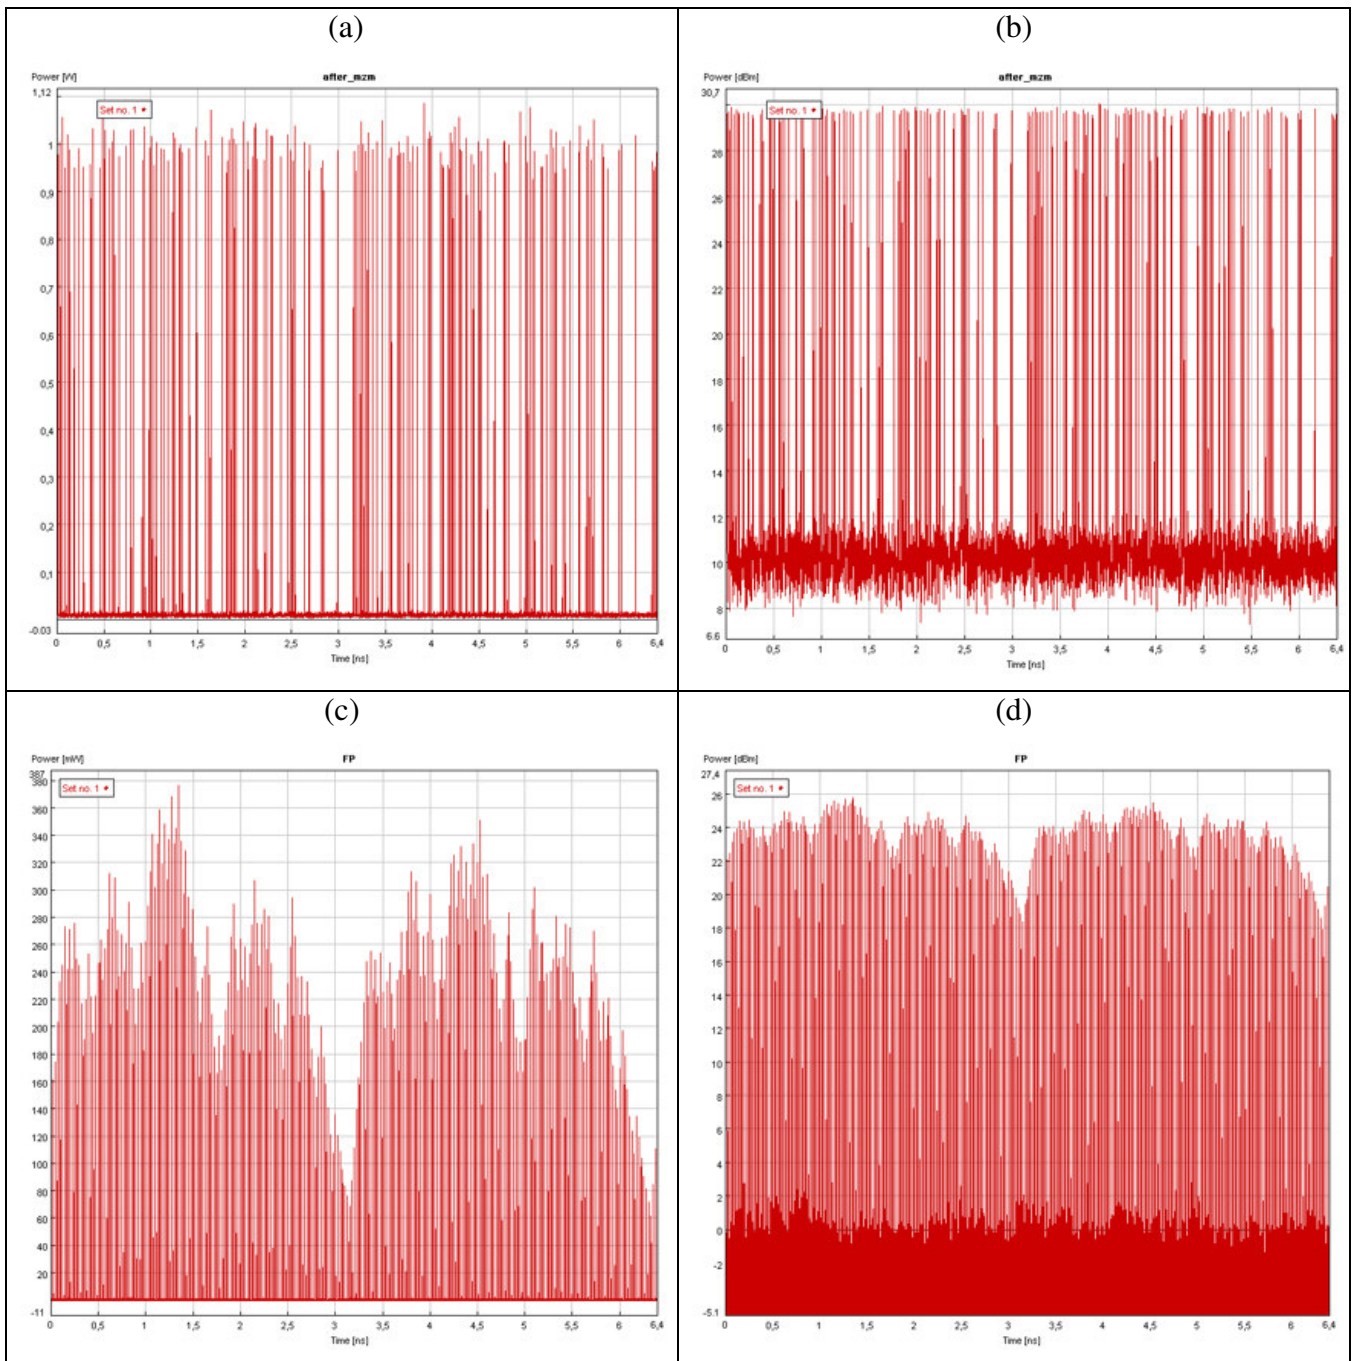 (a)
Power [W]
after_mzm
1,12
Set no. 1
1
0,9
0,8
0,7
0,6
0,5
0,4
0,3
0,2
0,1
-0.03
0 0,5 1 1,5 2 2,5 3 3,5 4 4,5 5 5,5 6 6,4
Time [ns]
(b)
Power [dBm]
after_mzm
30,7
Set no. 1
28
26
24
22
20
18
16
14
12
10
8
6.6
0 0,5 1 1,5 2 2,5 3 3,5 4 4,5 5 5,5 6 6,4
Time [ns]
(c)
Power [mW]
FP
387
380
Set no. 1
360
340
320
300
280
260
240
220
200
180
160
140
120
100
80
60
40
20
-11
0 0,5 1 1,5 2 2,5 3 3,5 4 4,5 5 5,5 6 6,4
Time [ns]
(d)
Power [dBm]
FP
27,4
26
Set no. 1
24
22
20
18
16
14
12
10
8
6
4
2
0
-2
-5.1
0 0,5 1 1,5 2 2,5 3 3,5 4 4,5 5 5,5 6 6,4
Time [ns]